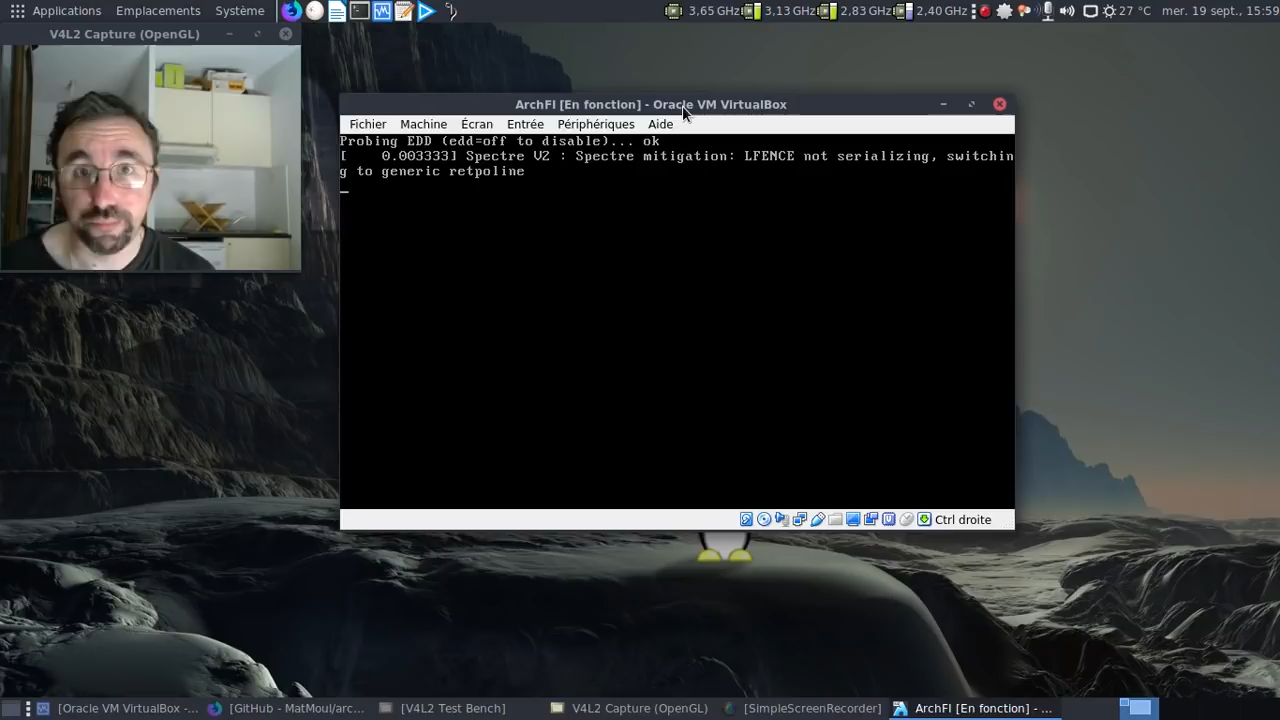 Applications Emplacements Système
3,65 GHz 3,13 GHz 2,83 GHz 2,40 GHz 27 °C mer. 19 sept., 15:59
V4L2 Capture (OpenGL)
ArchFI [En fonction] - Oracle VM VirtualBox
Fichier Machine Écran Entrée Périphériques Aide
Probing EDD (edd=off to disable)... ok
[    0.003333] Spectre V2 : Spectre mitigation: LFENCE not serializing, switchin
g to generic retpoline
Ctrl droite
[Oracle VM VirtualBox -... [GitHub - MatMoul/arc... [V4L2 Test Bench] V4L2 Capture (OpenGL) [SimpleScreenRecorder] ArchFI [En fonction] - ...